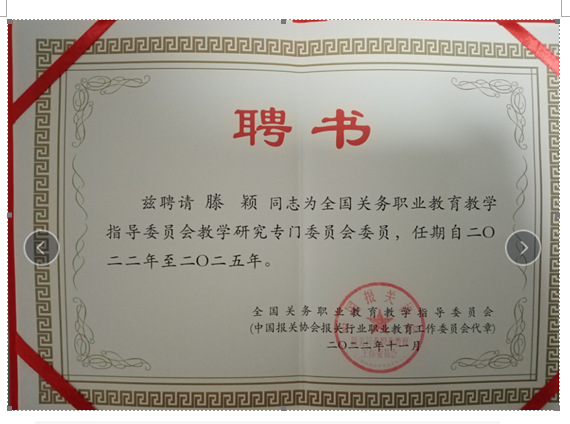 聘书
兹聘请 滕 颖 同志为全国关务职业教育教学
指导委员会教学研究专门委员会委员，任期自二〇
二二年至二〇二五年。
全国关务职业教育教学指导委员会
(中国报关协会报关行业职业教育工作委员会代章)
二〇二二年十一月